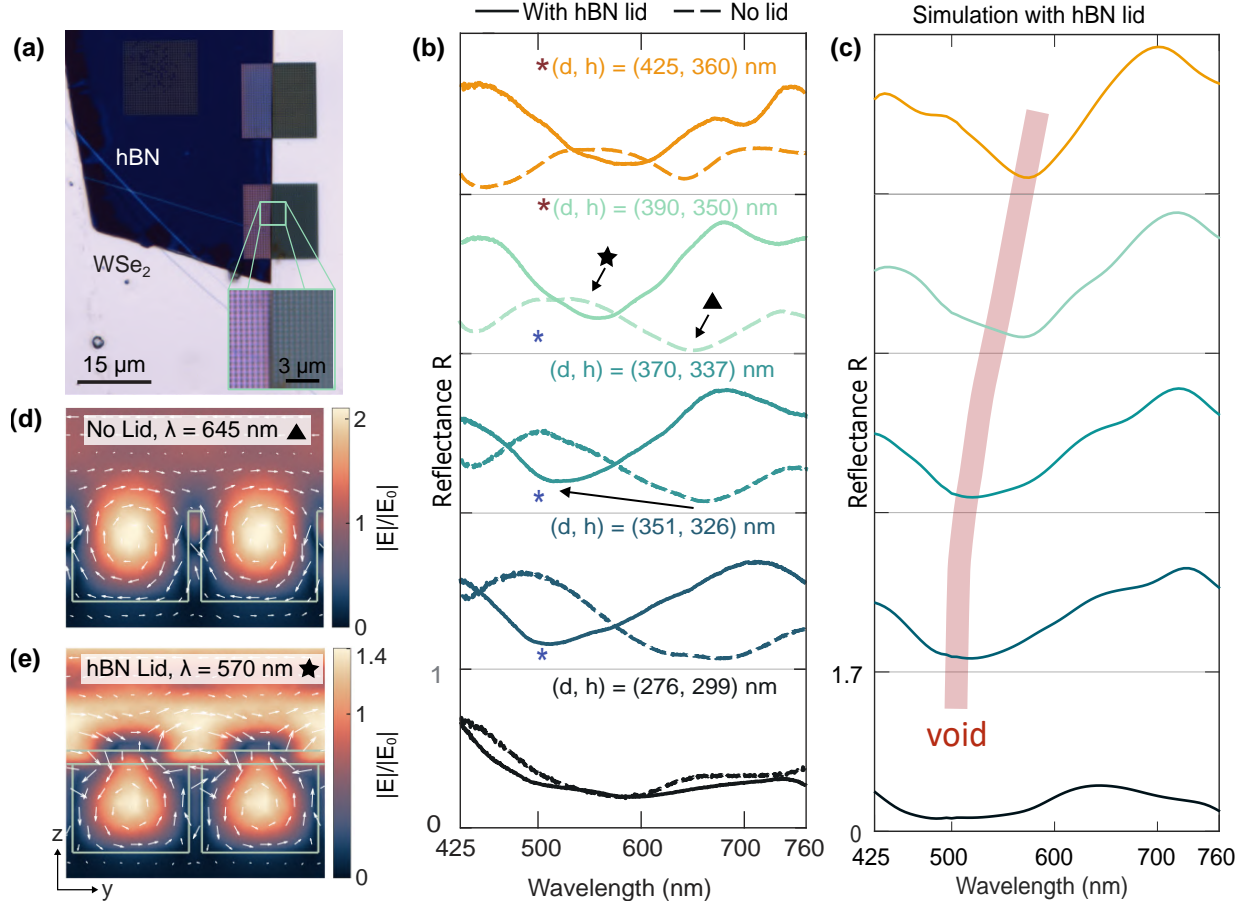 With hBN lid
No lid
Simulation with hBN lid
(a)
hBN
WSe2
15 µm
3 µm
(b)
Reflectance R
* (d, h) = (425, 360) nm
* (d, h) = (390, 350) nm
*
(d, h) = (370, 337) nm
*
(d, h) = (351, 326) nm
*
1
(d, h) = (276, 299) nm
0
425 500 600 700 760
Wavelength (nm)
(c)
Reflectance R
1.7
void
0
425 500 600 700 760
Wavelength (nm)
(d)
No Lid, λ = 645 nm ▲
2
1
0
|E|/|E0|
(e)
hBN Lid, λ = 570 nm ★
1.4
1
0
|E|/|E0|
z
y